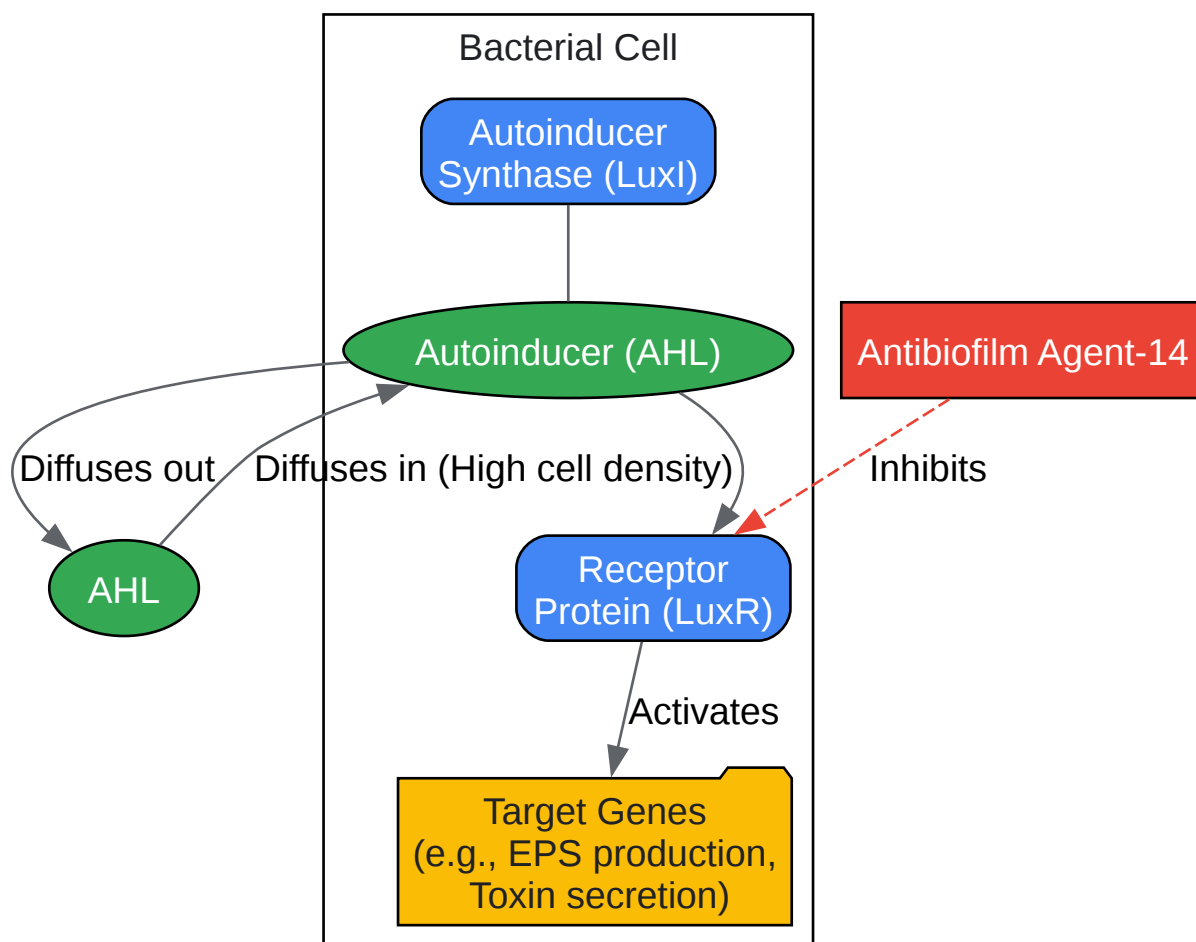 Bacterial Cell
Autoinducer
Synthase (LuxI)
Autoinducer (AHL)
Antibiofilm Agent-14
Diffuses out
Diffuses in (High cell density)
Inhibits
AHL
Receptor
Protein (LuxR)
Activates
Target Genes
(e.g., EPS production,
Toxin secretion)